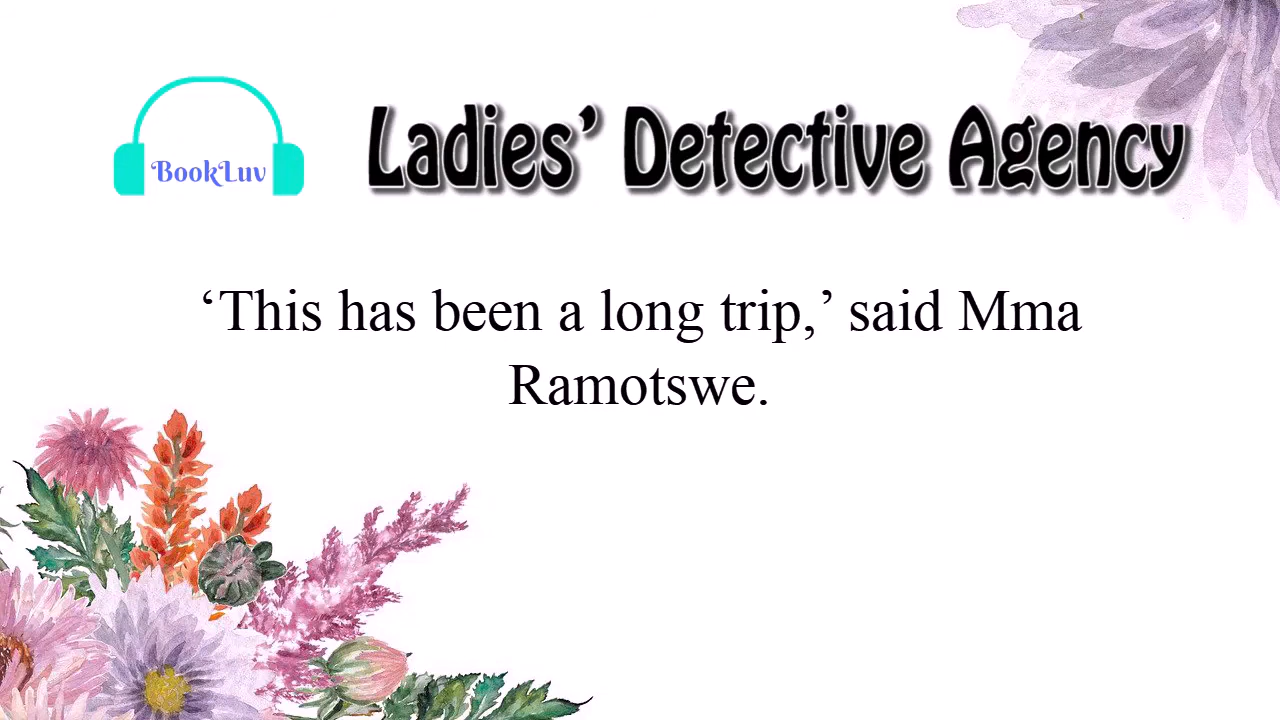 BookLuv
Ladies’ Detective Agency
‘This has been a long trip,’ said Mma
Ramotswe.